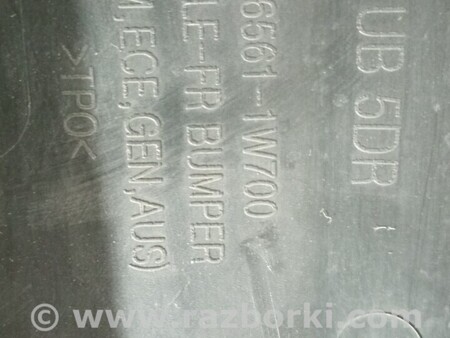 UB 5DR
6561-1W700
LE-FR BUMPER
M,ECE,GEN,AUS)
>TPO<
© www.razborki.com